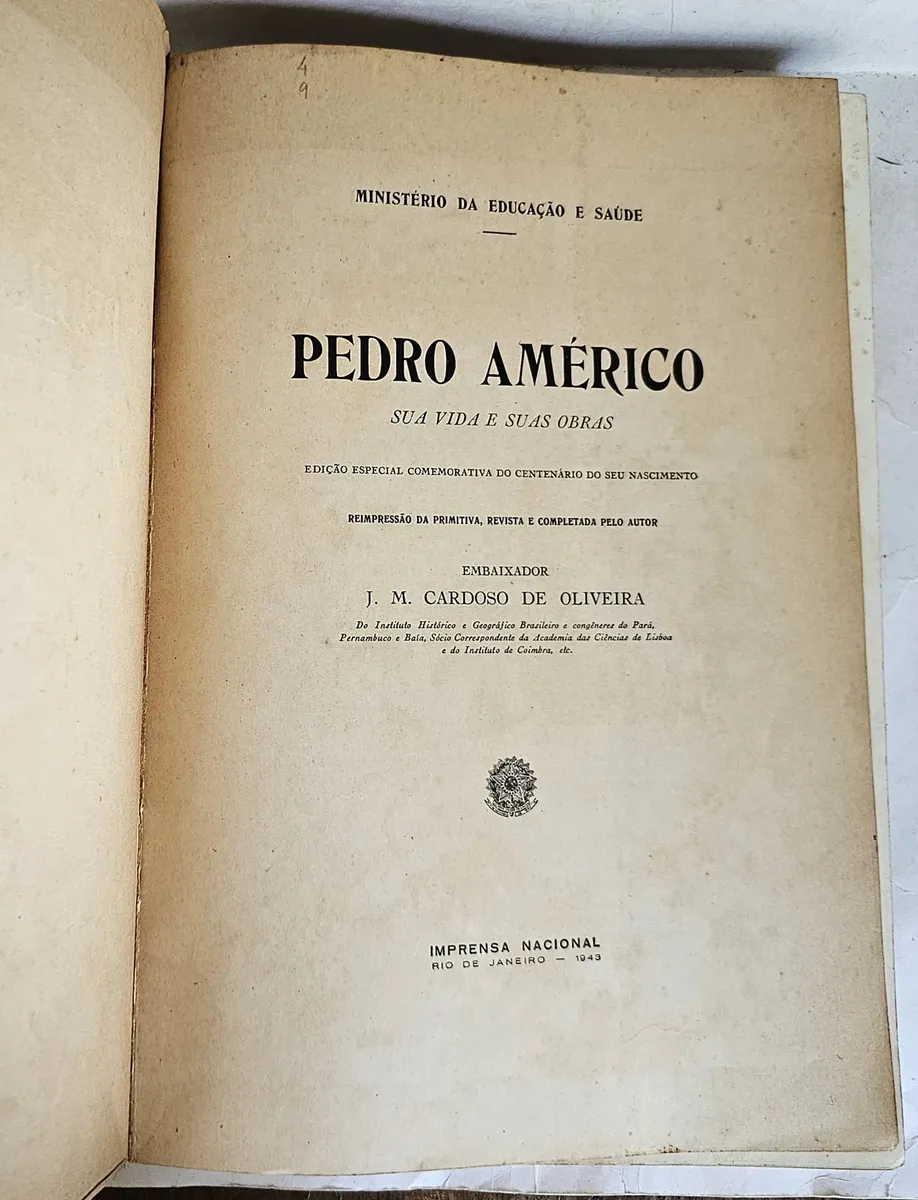 4
9
MINISTÉRIO DA EDUCAÇÃO E SAÚDE
PEDRO AMÉRICO
SUA VIDA E SUAS OBRAS
EDIÇÃO ESPECIAL COMEMORATIVA DO CENTENÁRIO DO SEU NASCIMENTO
REIMPRESSÃO DA PRIMITIVA, REVISTA E COMPLETADA PELO AUTOR
EMBAIXADOR
J. M. CARDOSO DE OLIVEIRA
Do Instituto Histórico e Geográfico Brasileiro e congêneres do Pará,
Pernambuco e Baía, Sócio Correspondente da Academia das Ciências de Lisboa
e do Instituto de Coimbra, etc.
IMPRENSA NACIONAL
RIO DE JANEIRO — 1943